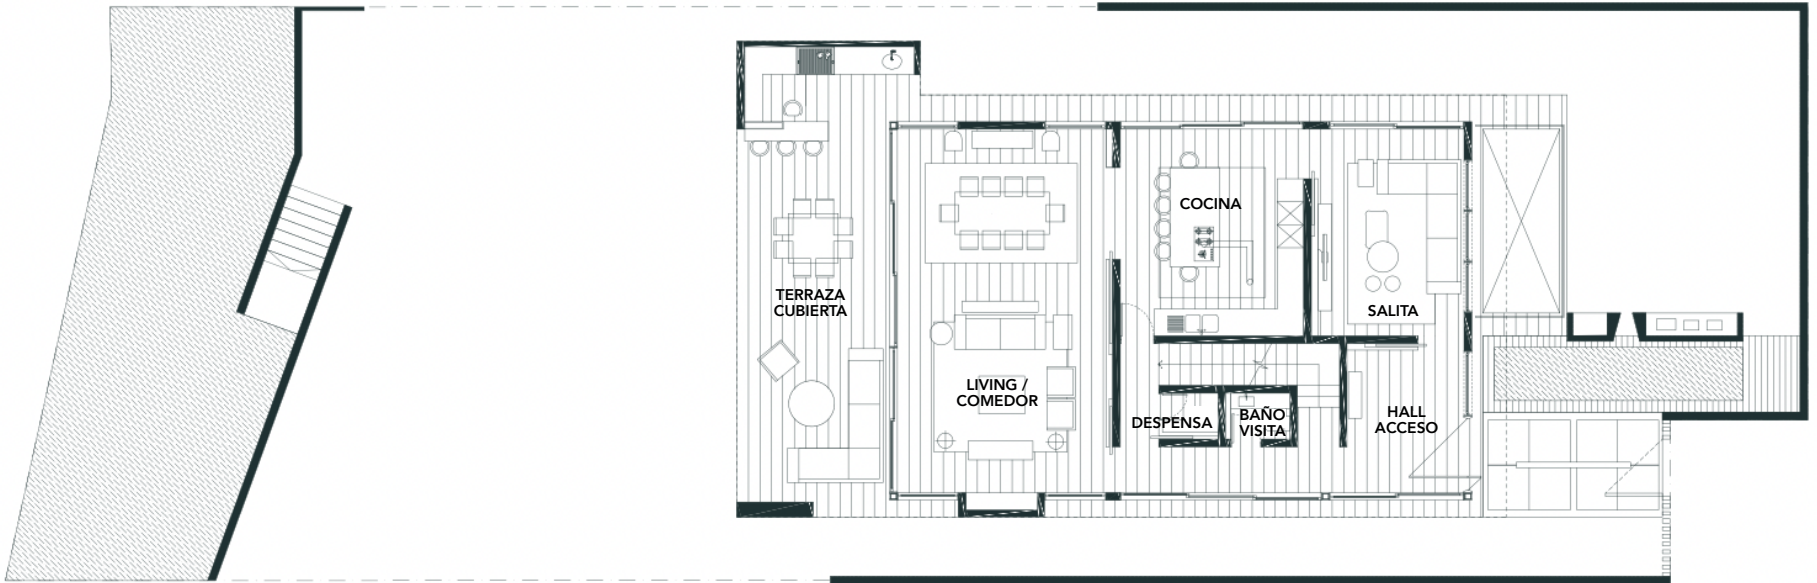 TERRAZA
CUBIERTA
LIVING /
COMEDOR
COCINA
DESPENSA
BAÑO
VISITA
SALITA
HALL
ACCESO